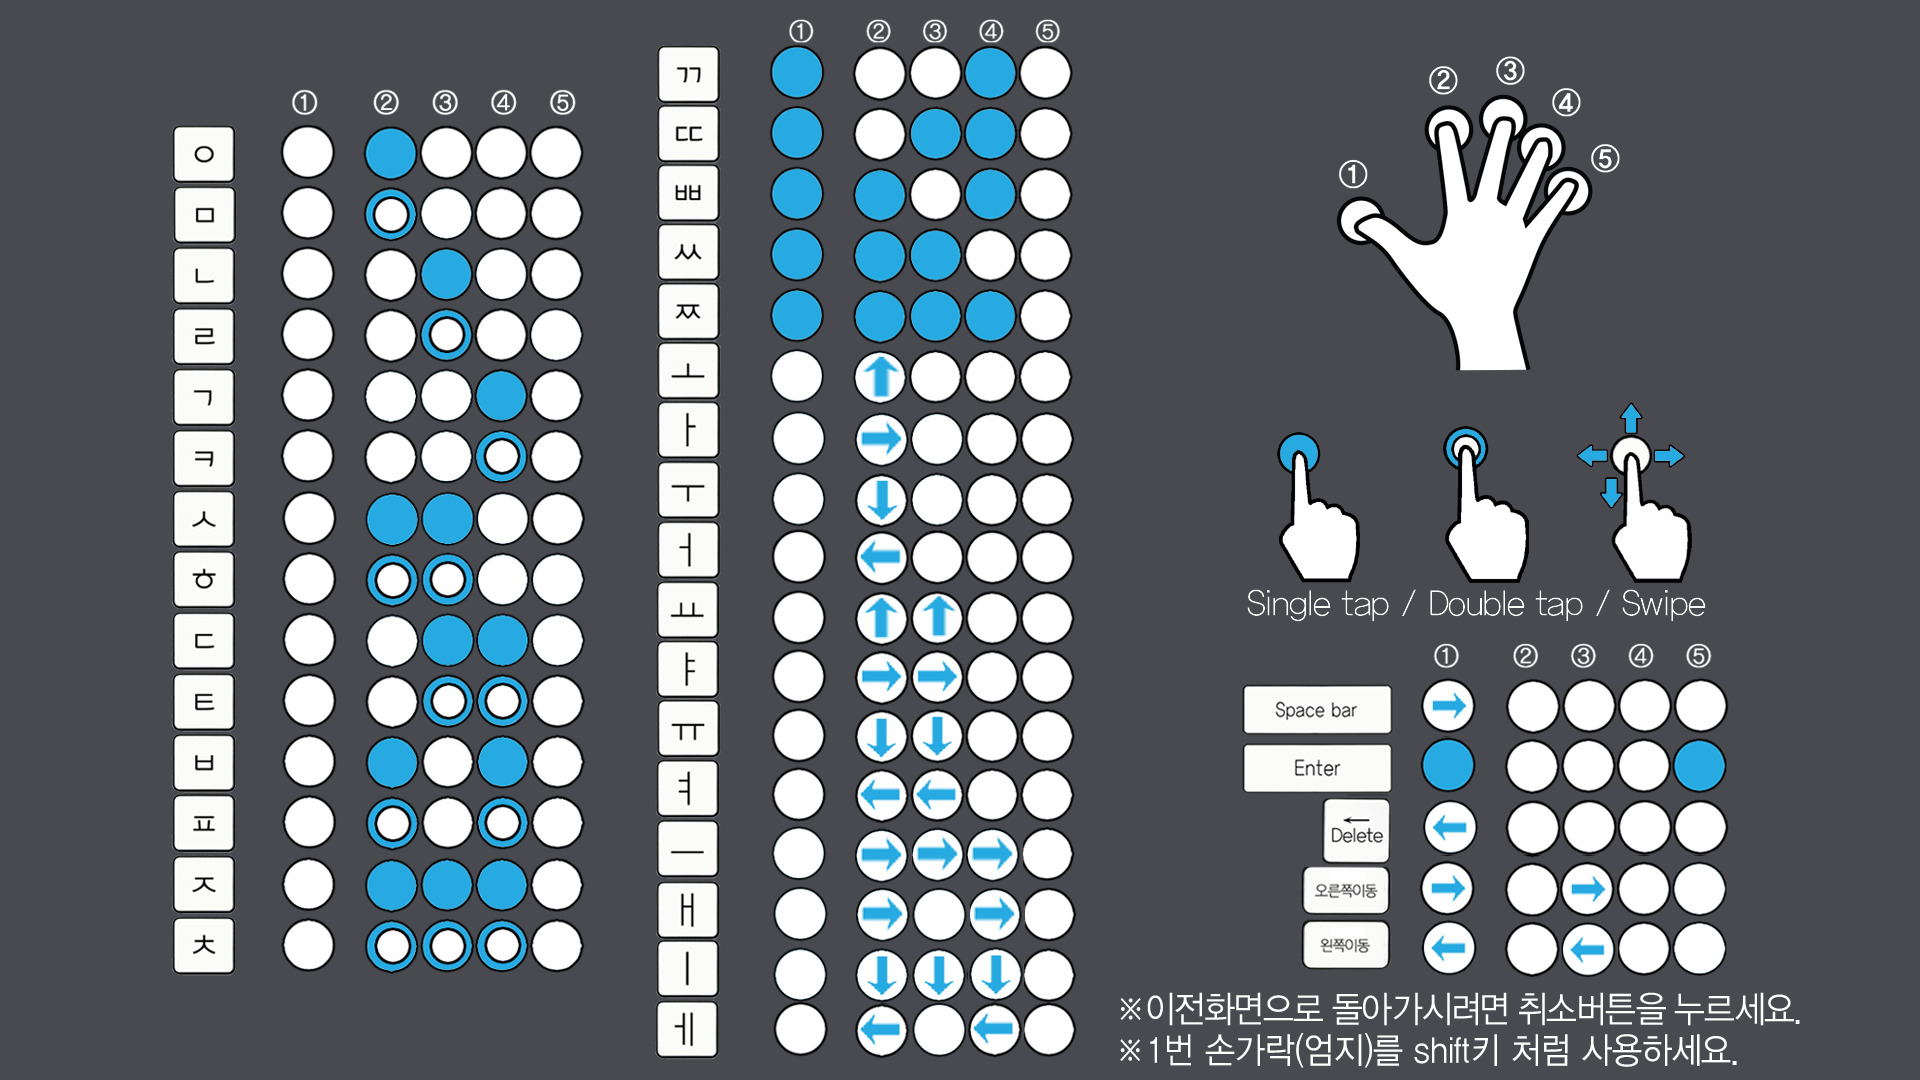 ① ② ③ ④ ⑤
ㅇ
ㅁ
ㄴ
ㄹ
ㄱ
ㅋ
ㅅ
ㅎ
ㄷ
ㅌ
ㅂ
ㅍ
ㅈ
ㅊ
① ② ③ ④ ⑤
ㄲ
ㄸ
ㅃ
ㅆ
ㅉ
ㅗ
ㅏ
ㅜ
ㅓ
ㅛ
ㅑ
ㅠ
ㅕ
ㅡ
ㅐ
ㅣ
ㅔ
① ② ③ ④ ⑤
Single tap / Double tap / Swipe
① ② ③ ④ ⑤
Space bar
Enter
Delete
오른쪽이동
왼쪽이동
※이전화면으로 돌아가시려면 취소버튼을 누르세요.
※1번 손가락(엄지)를 shift키 처럼 사용하세요.